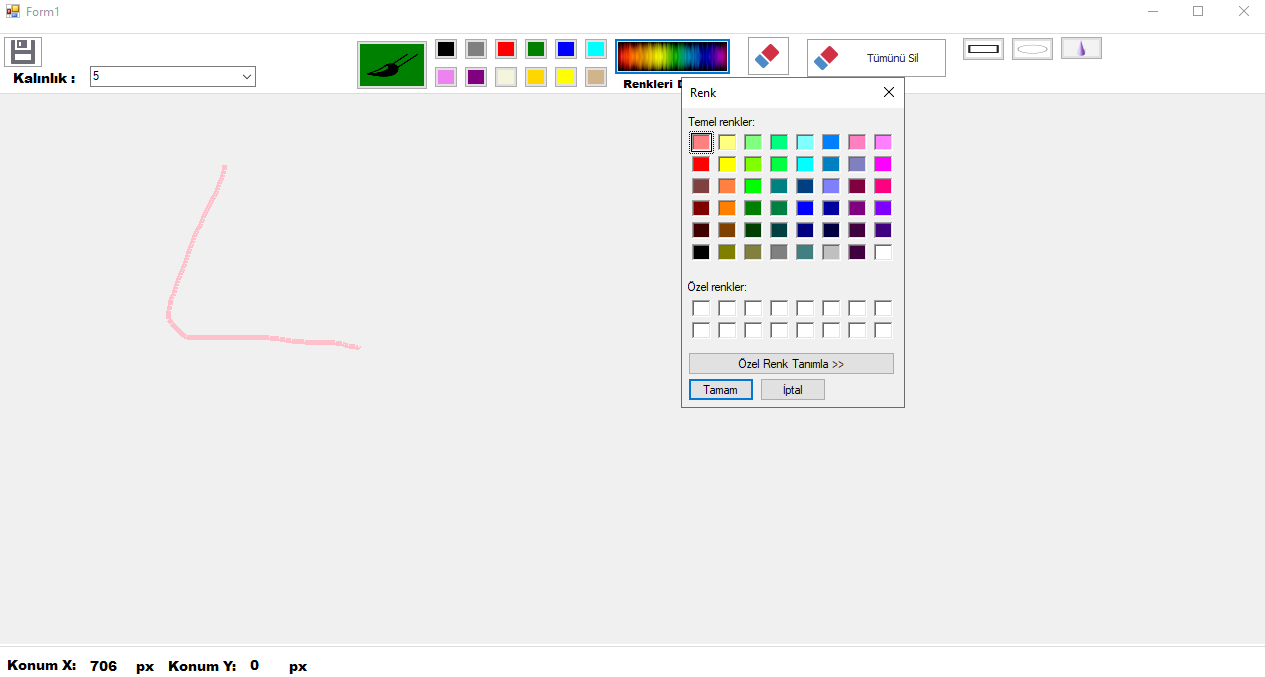 Form1
Kalınlık :
5
Renkleri
Tümünü Sil
Renk
Temel renkler:
Özel renkler:
Özel Renk Tanımla >>
Tamam
İptal
Konum X: 706 px Konum Y: 0 px